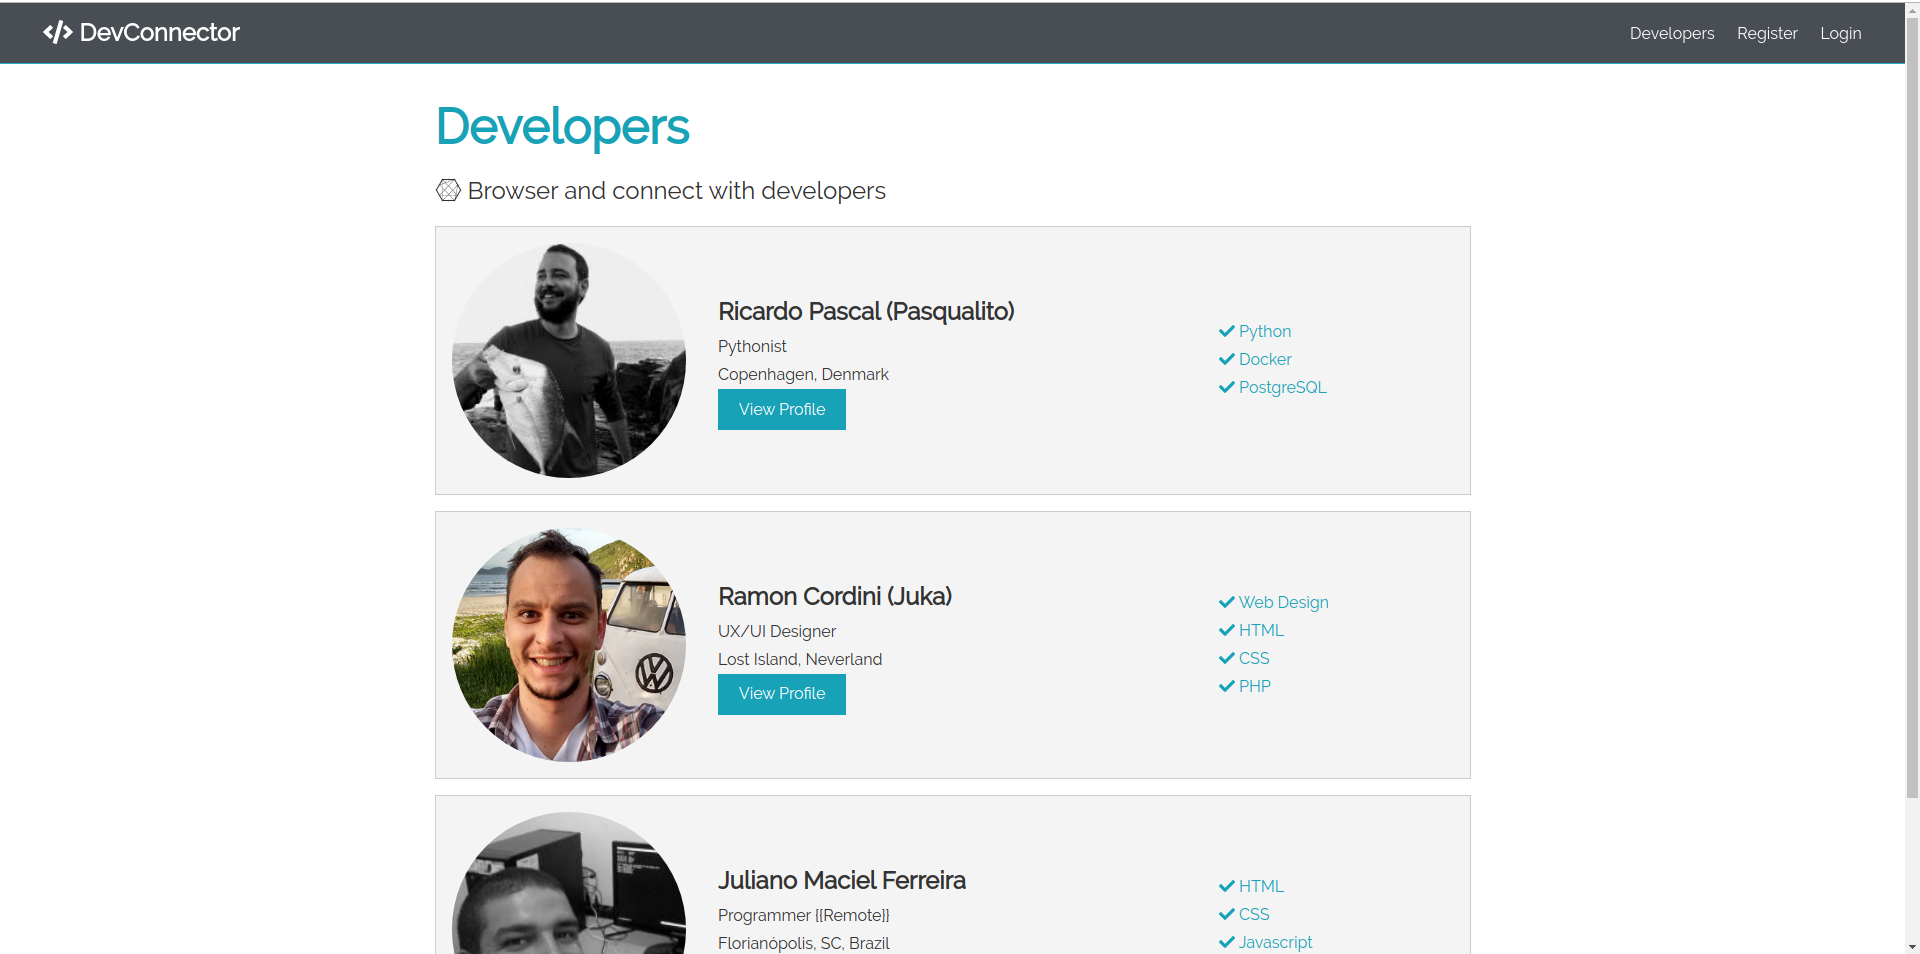 </> DevConnector
Developers Register Login
Developers
Browser and connect with developers
Ricardo Pascal (Pasqualito)
Pythonist
Copenhagen, Denmark
View Profile
Python
Docker
PostgreSQL
Ramon Cordini (Juka)
UX/UI Designer
Lost Island, Neverland
View Profile
Web Design
HTML
CSS
PHP
Juliano Maciel Ferreira
Programmer {{Remote}}
Florianópolis, SC, Brazil
HTML
CSS
Javascript